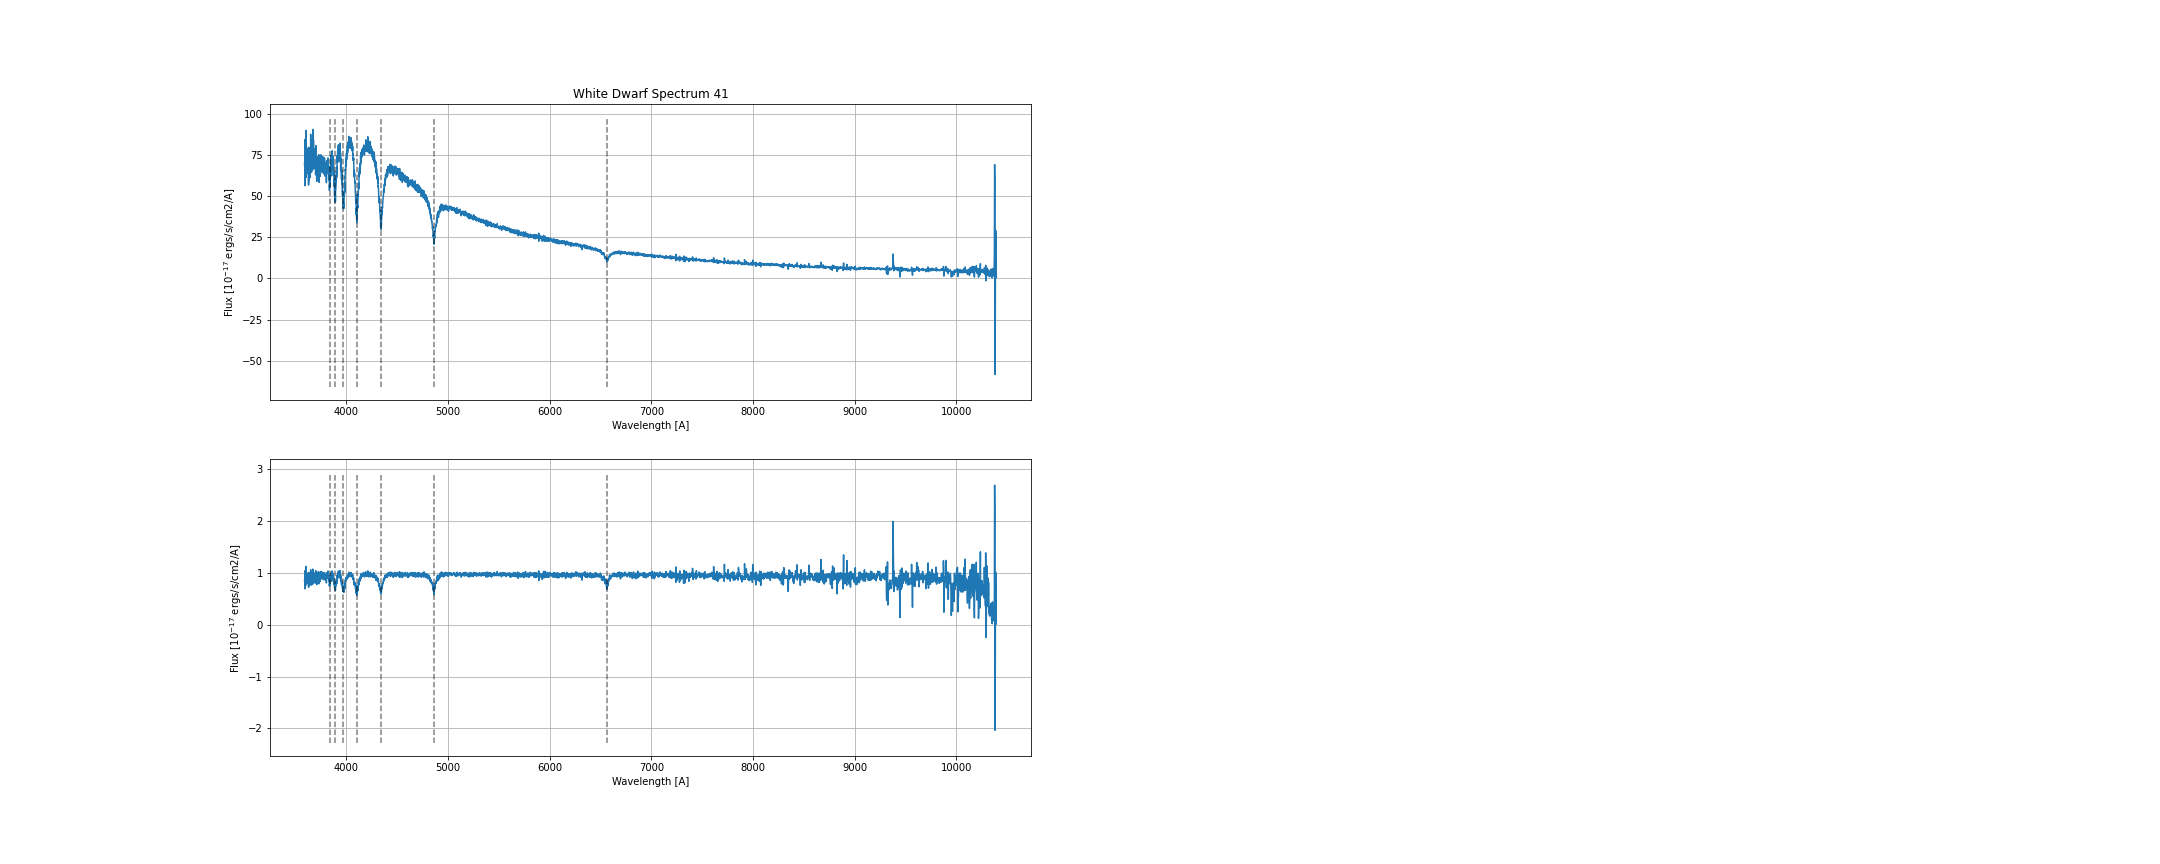 White Dwarf Spectrum 41
100
75
50
25
0
−25
−50
Flux [10⁻¹⁷ ergs/s/cm2/A]
4000 5000 6000 7000 8000 9000 10000
Wavelength [A]
3
2
1
0
−1
−2
Flux [10⁻¹⁷ ergs/s/cm2/A]
4000 5000 6000 7000 8000 9000 10000
Wavelength [A]